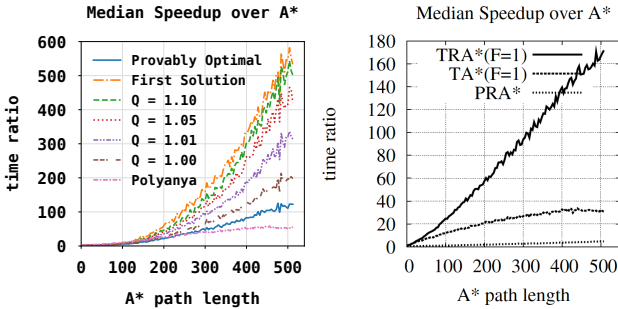 Median Speedup over A*
600
500
400
300
200
100
0
time ratio
Provably Optimal
First Solution
Q = 1.10
Q = 1.05
Q = 1.01
Q = 1.00
Polyanya
0 100 200 300 400 500
A* path length
Median Speedup over A*
180
160
140
120
100
80
60
40
20
0
time ratio
TRA*(F=1)
TA*(F=1)
PRA*
0 100 200 300 400 500
A* path length